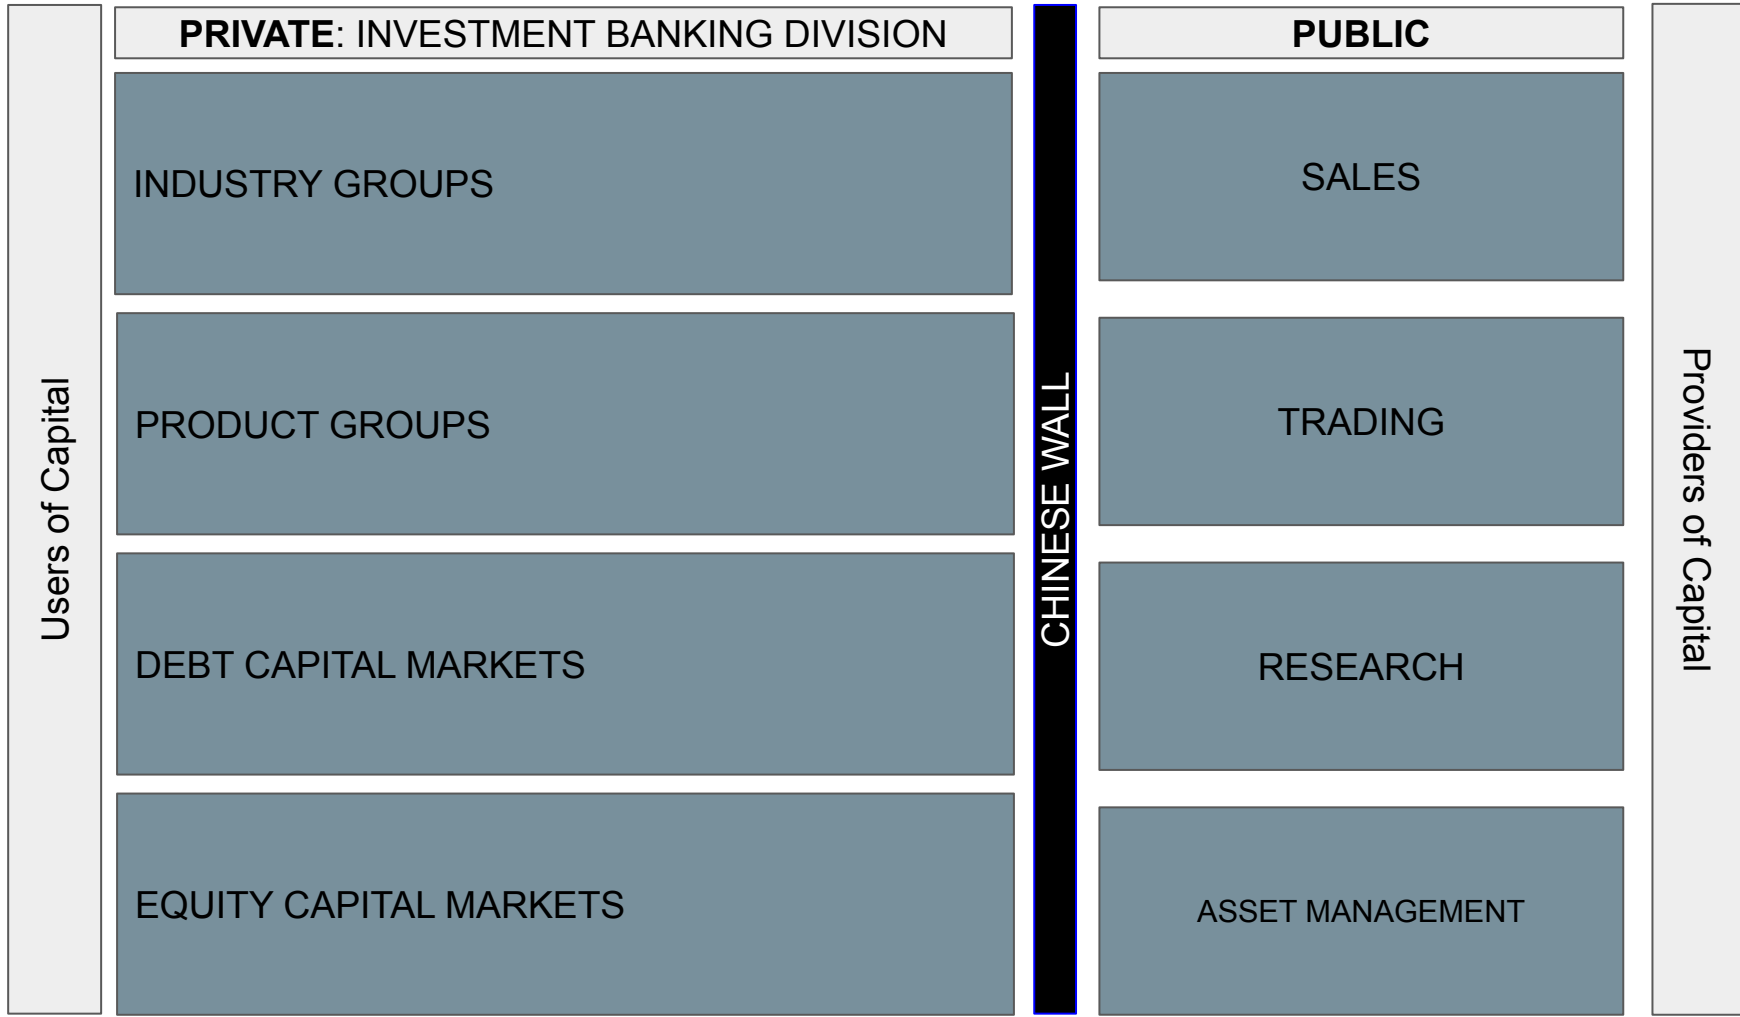 Users of Capital
PRIVATE: INVESTMENT BANKING DIVISION
INDUSTRY GROUPS
PRODUCT GROUPS
DEBT CAPITAL MARKETS
EQUITY CAPITAL MARKETS
CHINESE WALL
PUBLIC
SALES
TRADING
RESEARCH
ASSET MANAGEMENT
Providers of Capital